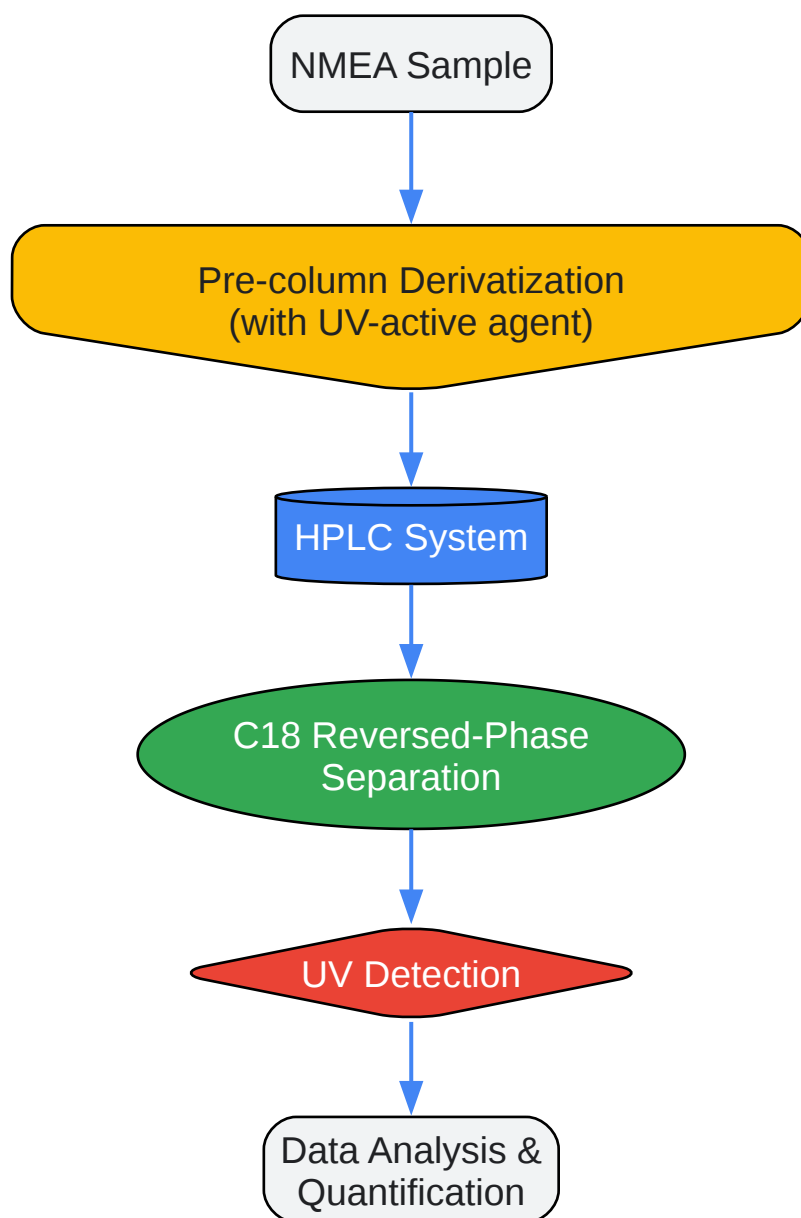 NMEA Sample
Pre-column Derivatization
(with UV-active agent)
HPLC System
C18 Reversed-Phase
Separation
UV Detection
Data Analysis &
Quantification